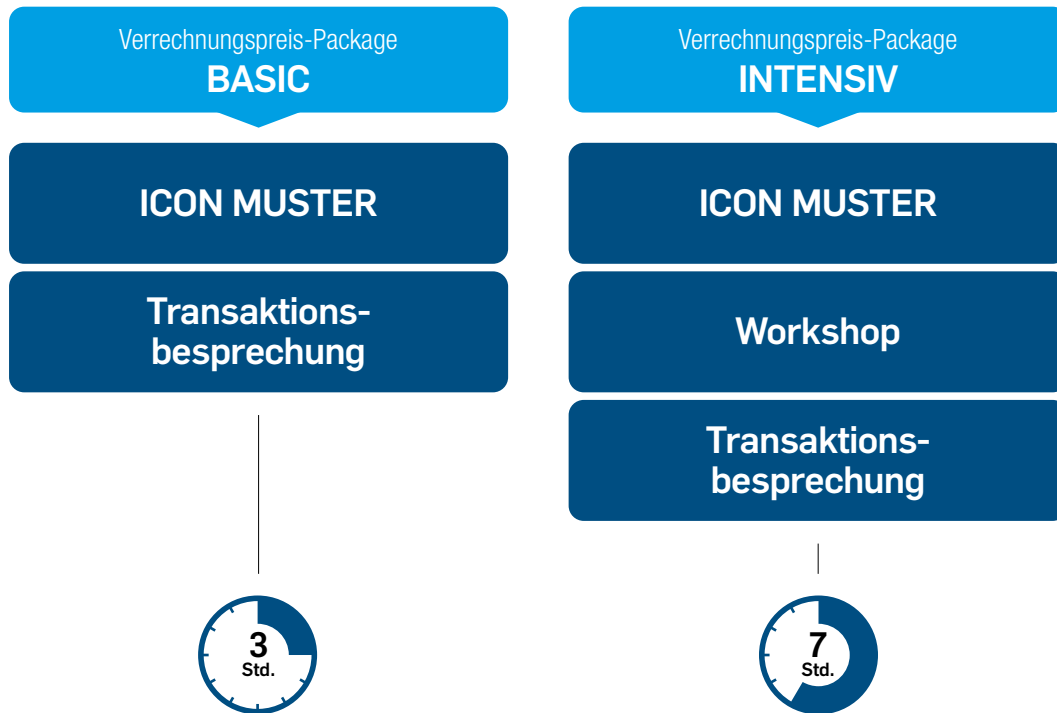 Verrechnungspreis-Package
BASIC
ICON MUSTER
Transaktions-
besprechung
3
Std.
Verrechnungspreis-Package
INTENSIV
ICON MUSTER
Workshop
Transaktions-
besprechung
7
Std.